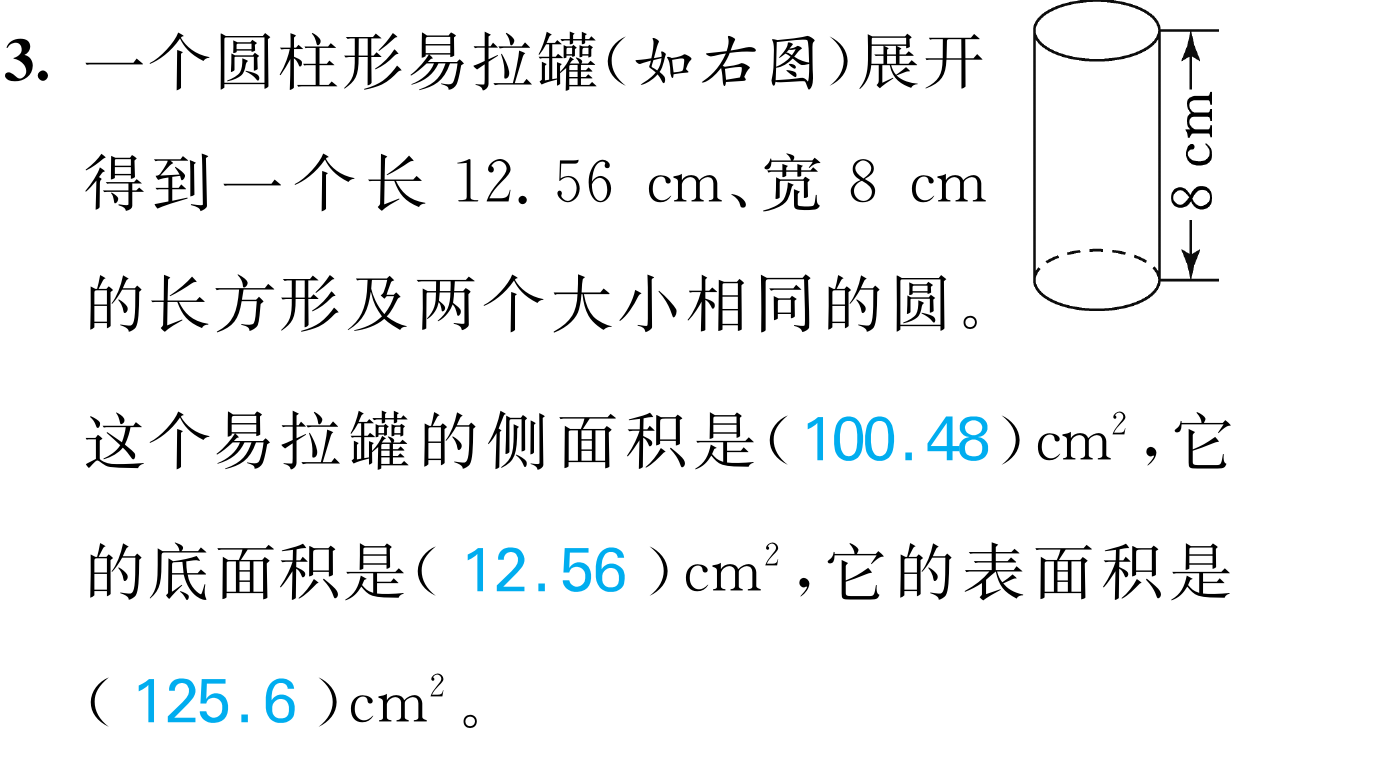 3. 一个圆柱形易拉罐(如右图)展开
得到一个长 12.56 cm、宽 8 cm
的长方形及两个大小相同的圆。
这个易拉罐的侧面积是(100.48)cm²,它
的底面积是( 12.56 )cm²,它的表面积是
( 125.6 )cm²。
8 cm